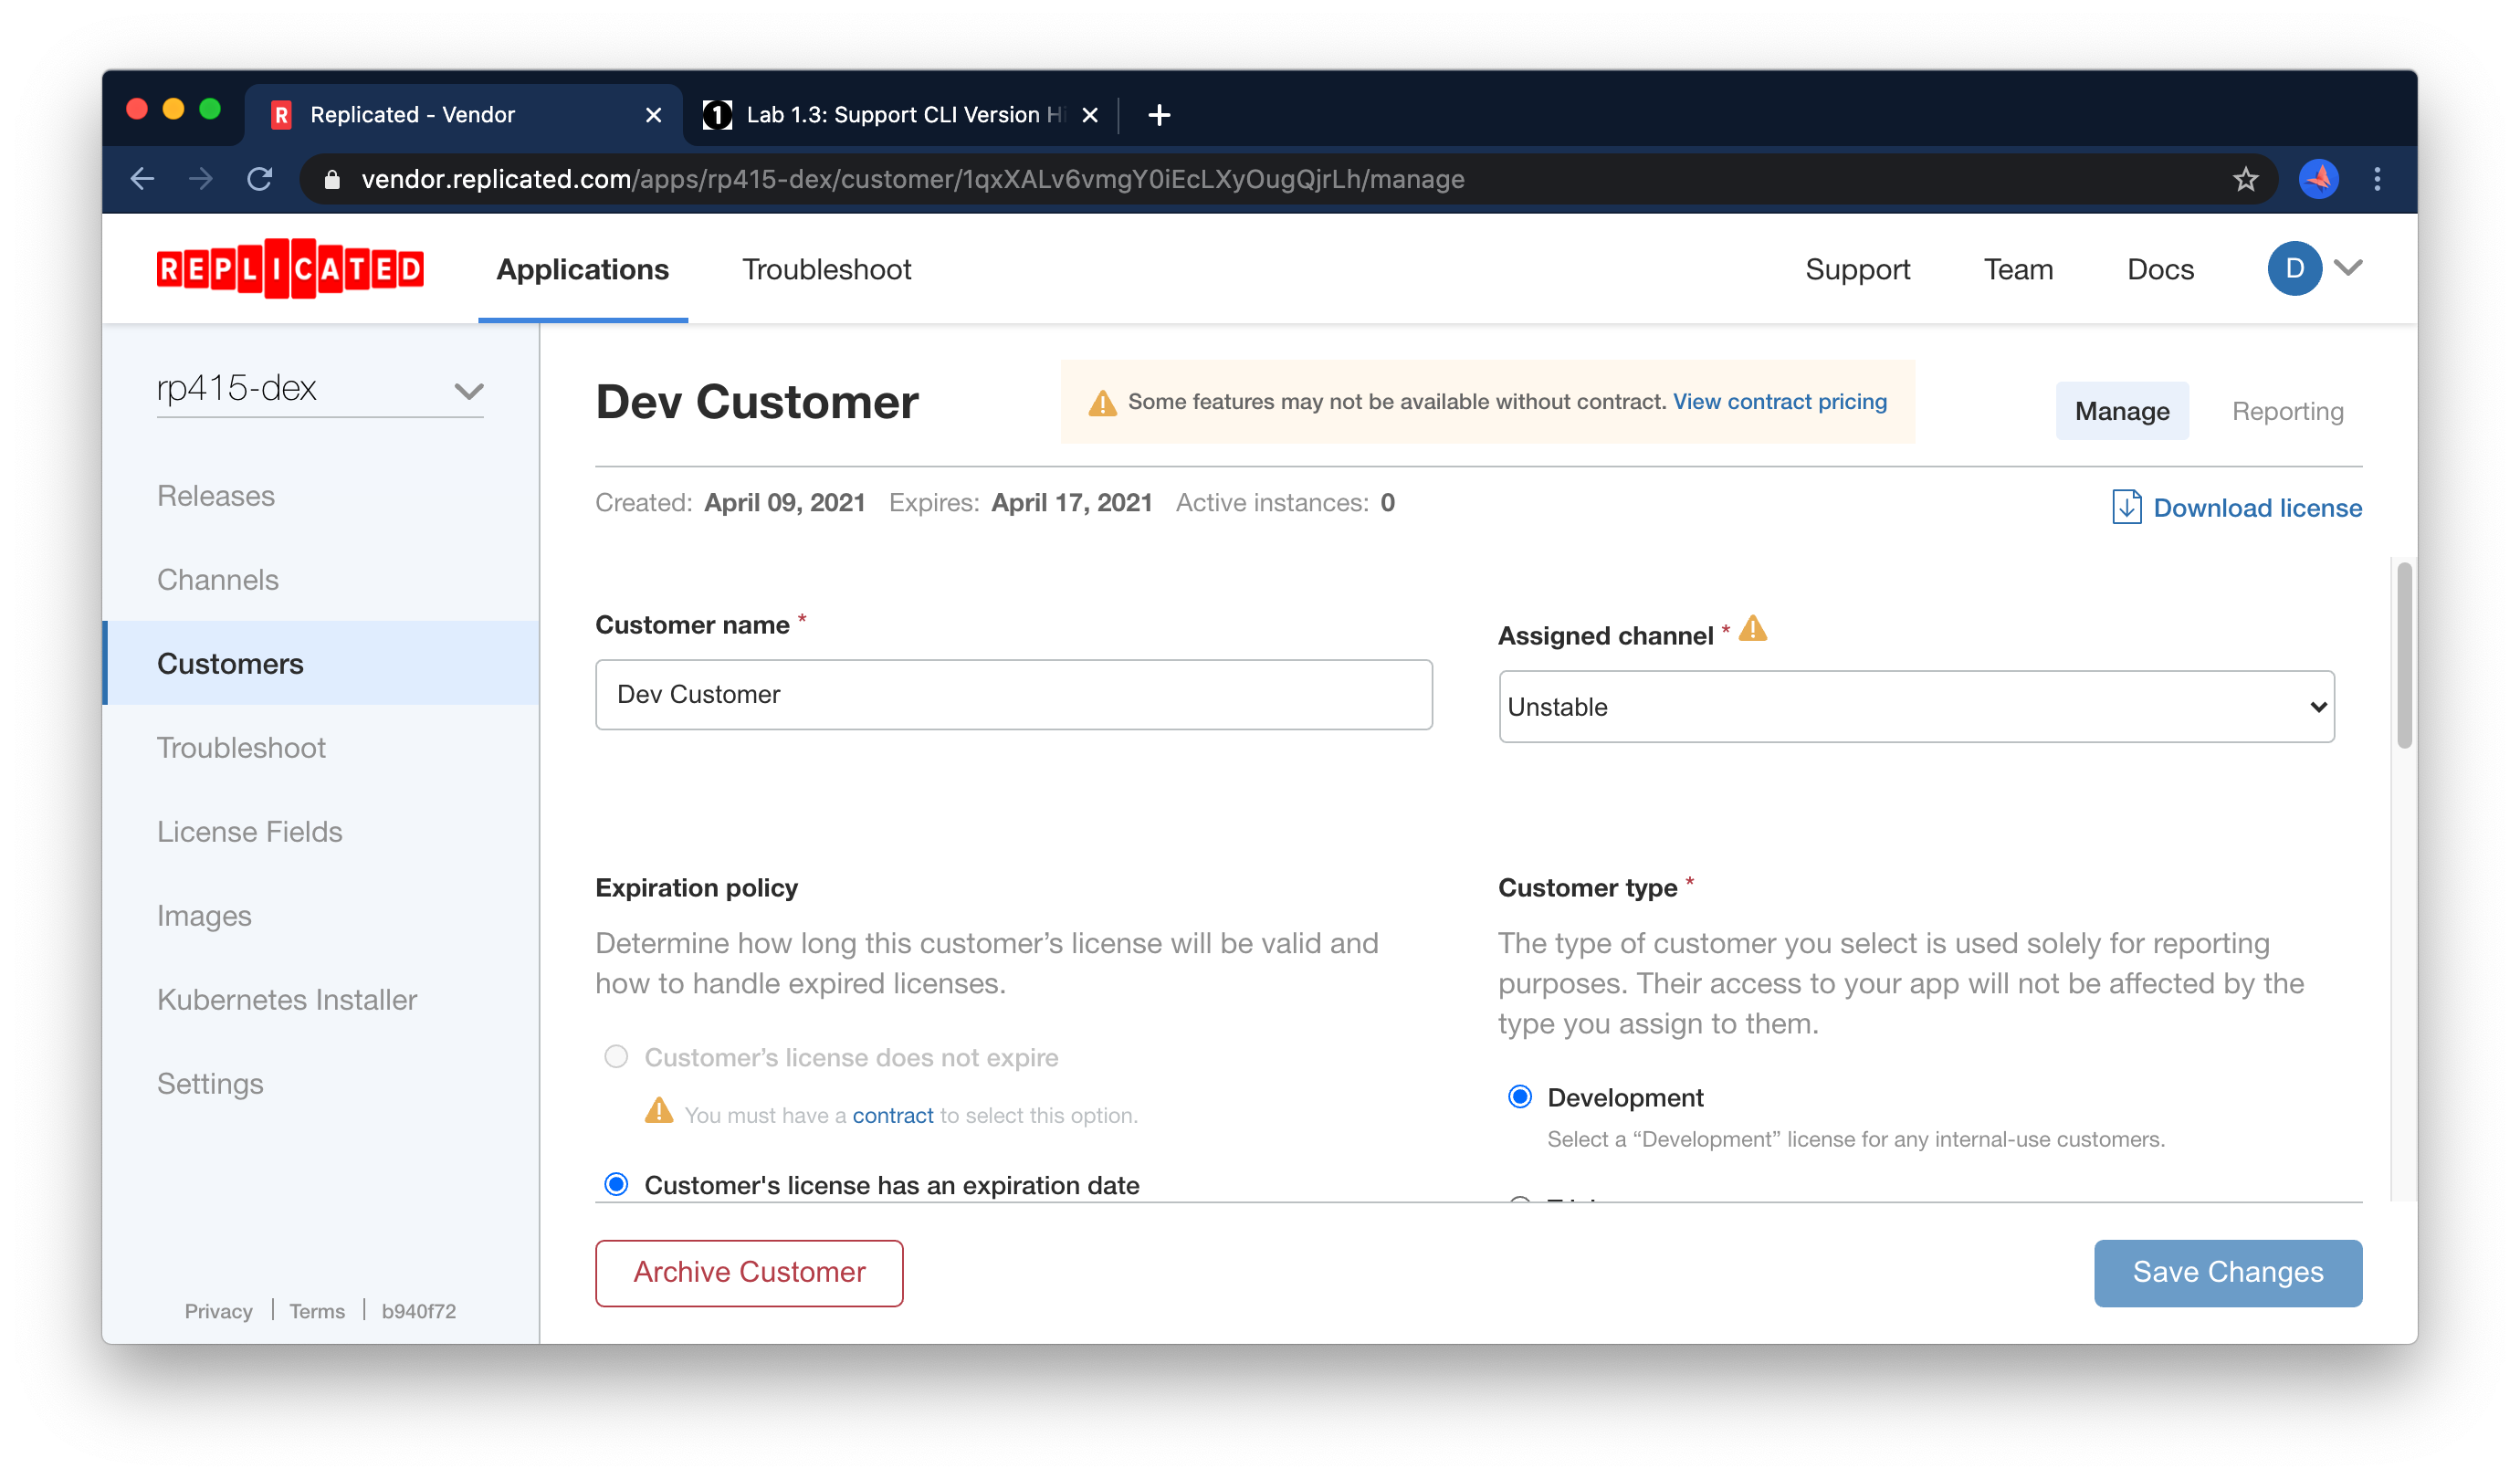 Replicated - Vendor
Lab 1.3: Support CLI Version
vendor.replicated.com/apps/rp415-dex/customer/1qxXALv6vmgY0iEcLXyOugQjrLh/manage
REPLICATED
Applications
Troubleshoot
Support
Team
Docs
D
rp415-dex
Releases
Channels
Customers
Troubleshoot
License Fields
Images
Kubernetes Installer
Settings
Privacy | Terms | b940f72
Dev Customer
Some features may not be available without contract. View contract pricing
Manage
Reporting
Created: April 09, 2021 Expires: April 17, 2021 Active instances: 0
Download license
Customer name *
Dev Customer
Assigned channel *
Unstable
Expiration policy
Determine how long this customer’s license will be valid and
how to handle expired licenses.
Customer’s license does not expire
You must have a contract to select this option.
Customer's license has an expiration date
Customer type *
The type of customer you select is used solely for reporting
purposes. Their access to your app will not be affected by the
type you assign to them.
Development
Select a “Development” license for any internal-use customers.
Archive Customer
Save Changes